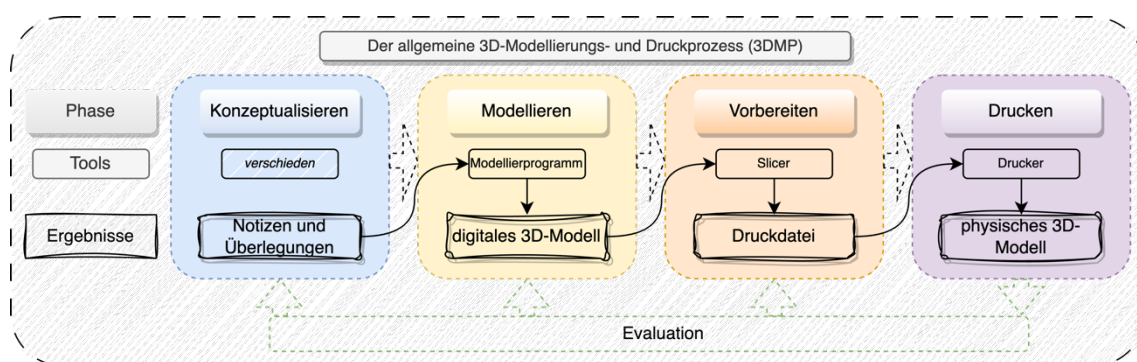 Der allgemeine 3D-Modellierungs- und Druckprozess (3DMP)
Phase
Konzeptualisieren
Modellieren
Vorbereiten
Drucken
Tools
verschieden
Modellierprogramm
Slicer
Drucker
Ergebnisse
Notizen und
Überlegungen
digitales 3D-Modell
Druckdatei
physisches 3D-
Modell
Evaluation